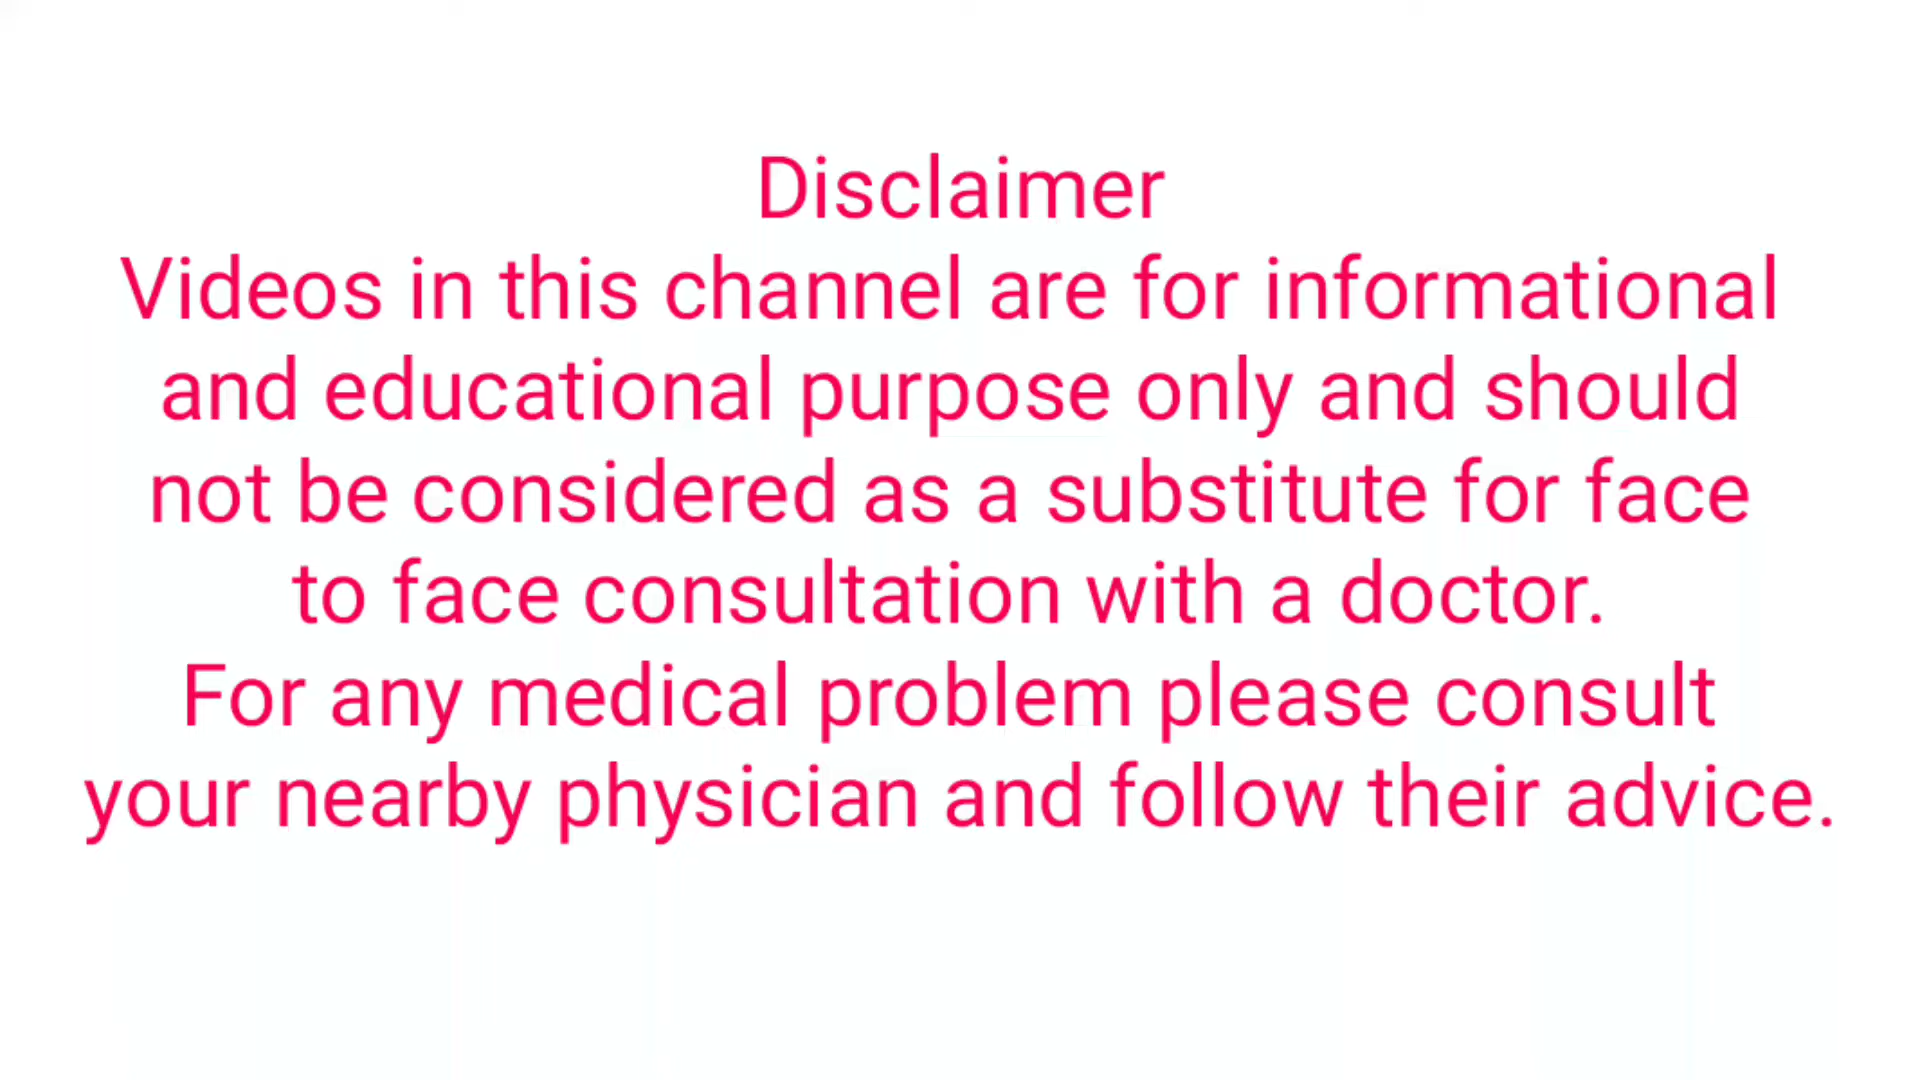 Disclaimer
Videos in this channel are for informational
and educational purpose only and should
not be considered as a substitute for face
to face consultation with a doctor.
For any medical problem please consult
your nearby physician and follow their advice.